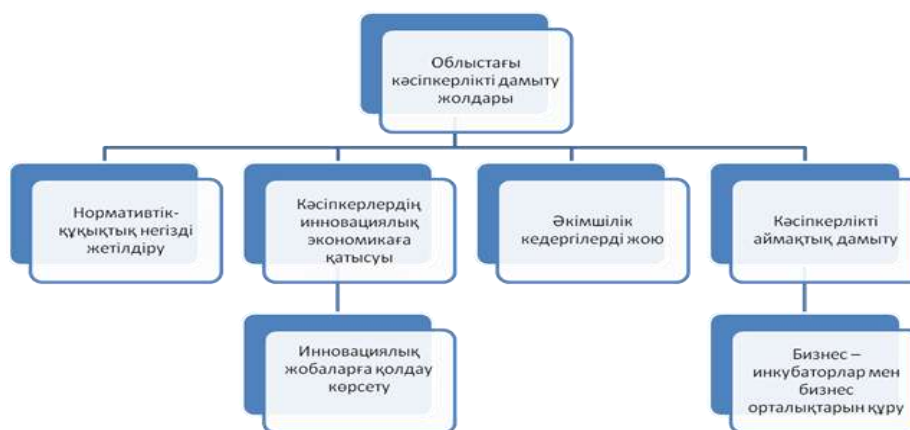 Облыстағы
кәсіпкерлікті дамыту
жолдары
Нормативтік-
құқықтық негізді
жетілдіру
Кәсіпкерлердің
инновациялық
экономикаға
қатысуы
Әкімшілік
кедергілерді жою
Кәсіпкерлікті
аймақтық дамыту
Инновациялық
жобаларға қолдау
көрсету
Бизнес –
инкубаторлар мен
бизнес
орталықтарын құру